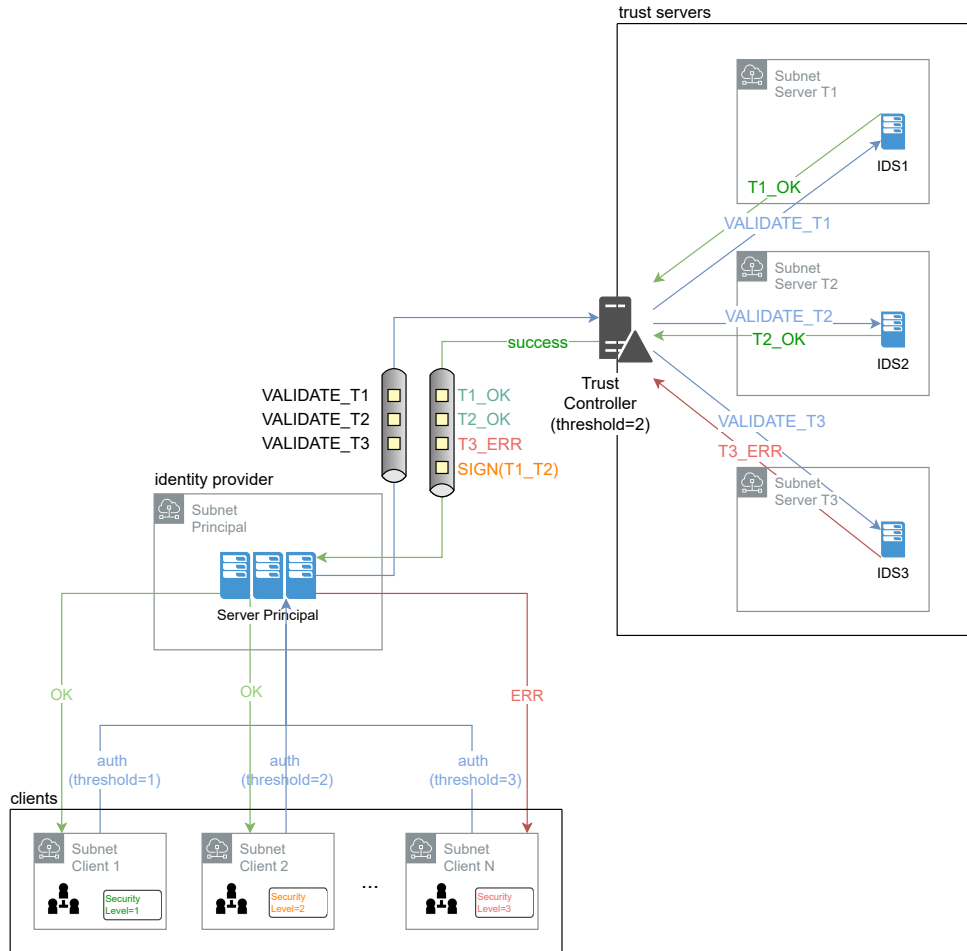 trust servers
Subnet
Server T1
IDS1
T1_OK
VALIDATE_T1
Subnet
Server T2
VALIDATE_T2
T2_OK
IDS2
success
Trust
Controller
(threshold=2)
VALIDATE_T3
T3_ERR
Subnet
Server T3
IDS3
VALIDATE_T1
VALIDATE_T2
VALIDATE_T3
T1_OK
T2_OK
T3_ERR
SIGN(T1_T2)
identity provider
Subnet
Principal
Server Principal
OK
OK
ERR
auth
(threshold=1)
auth
(threshold=2)
auth
(threshold=3)
clients
Subnet
Client 1
Security
Level=1
Subnet
Client 2
Security
Level=2
...
Subnet
Client N
Security
Level=3